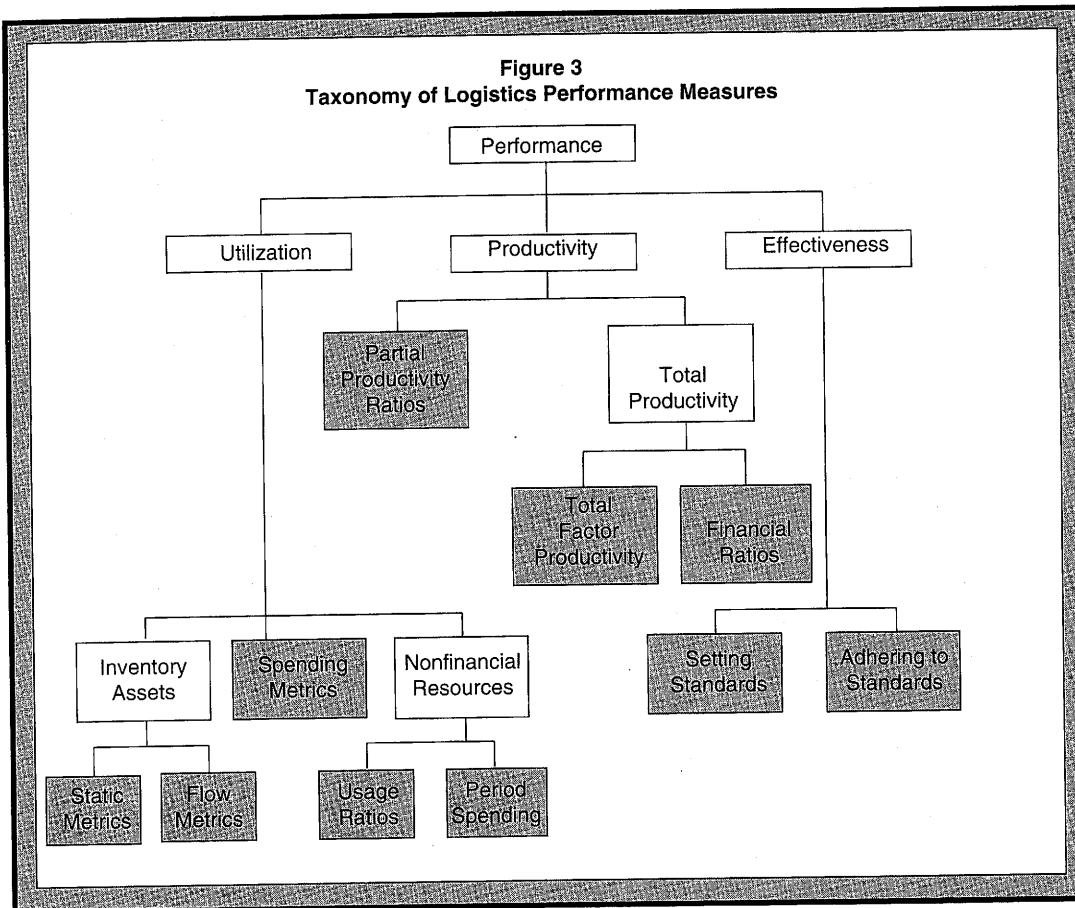 Figure 3
Taxonomy of Logistics Performance Measures
Performance
Utilization
Productivity
Effectiveness
Partial
Productivity
Ratios
Total
Productivity
Total
Factor
Productivity
Financial
Ratios
Inventory
Assets
Spending
Metrics
Nonfinancial
Resources
Setting
Standards
Adhering to
Standards
Static
Metrics
Flow
Metrics
Usage
Ratios
Period
Spending